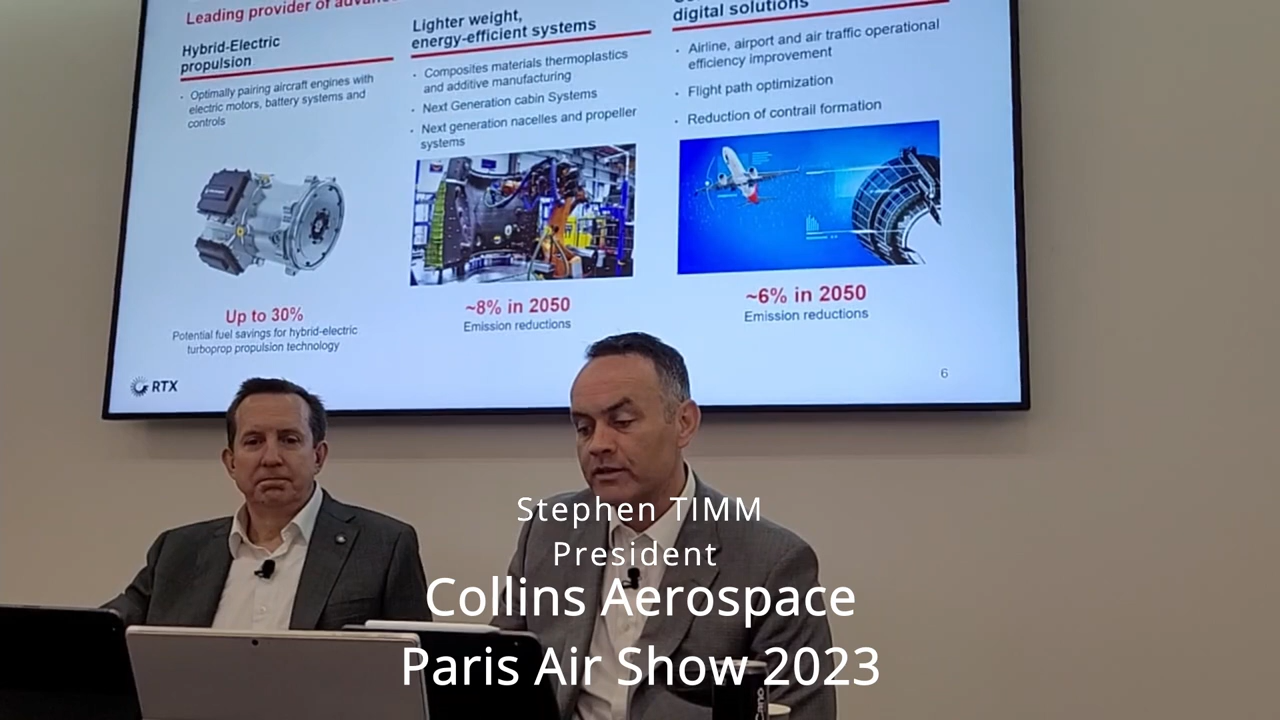 Leading provider of
Hybrid-Electric
propulsion
Optimally pairing aircraft engines with
electric motors, battery systems and
controls
Up to 30%
Potential fuel savings for hybrid-electric
turboprop propulsion technology
RTX
Lighter weight,
energy-efficient systems
Composites materials thermoplastics
and additive manufacturing
Next Generation cabin Systems
Next generation nacelles and propeller
systems
~8% in 2050
Emission reductions
digital solutions
Airline, airport and air traffic operational
efficiency improvement
Flight path optimization
Reduction of contrail formation
~6% in 2050
Emission reductions
6
Stephen TIMM
President
Collins Aerospace
Paris Air Show 2023